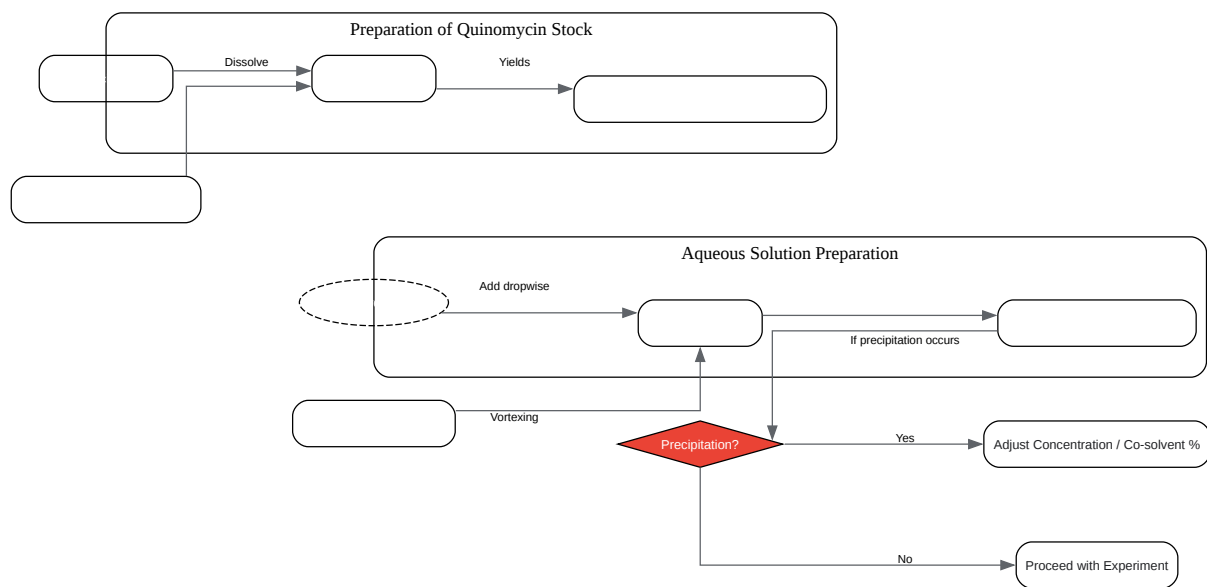 Preparation of Quinomycin Stock
Dissolve
Yields
Aqueous Solution Preparation
Add dropwise
If precipitation occurs
Vortexing
Precipitation?
Yes
Adjust Concentration / Co-solvent %
No
Proceed with Experiment